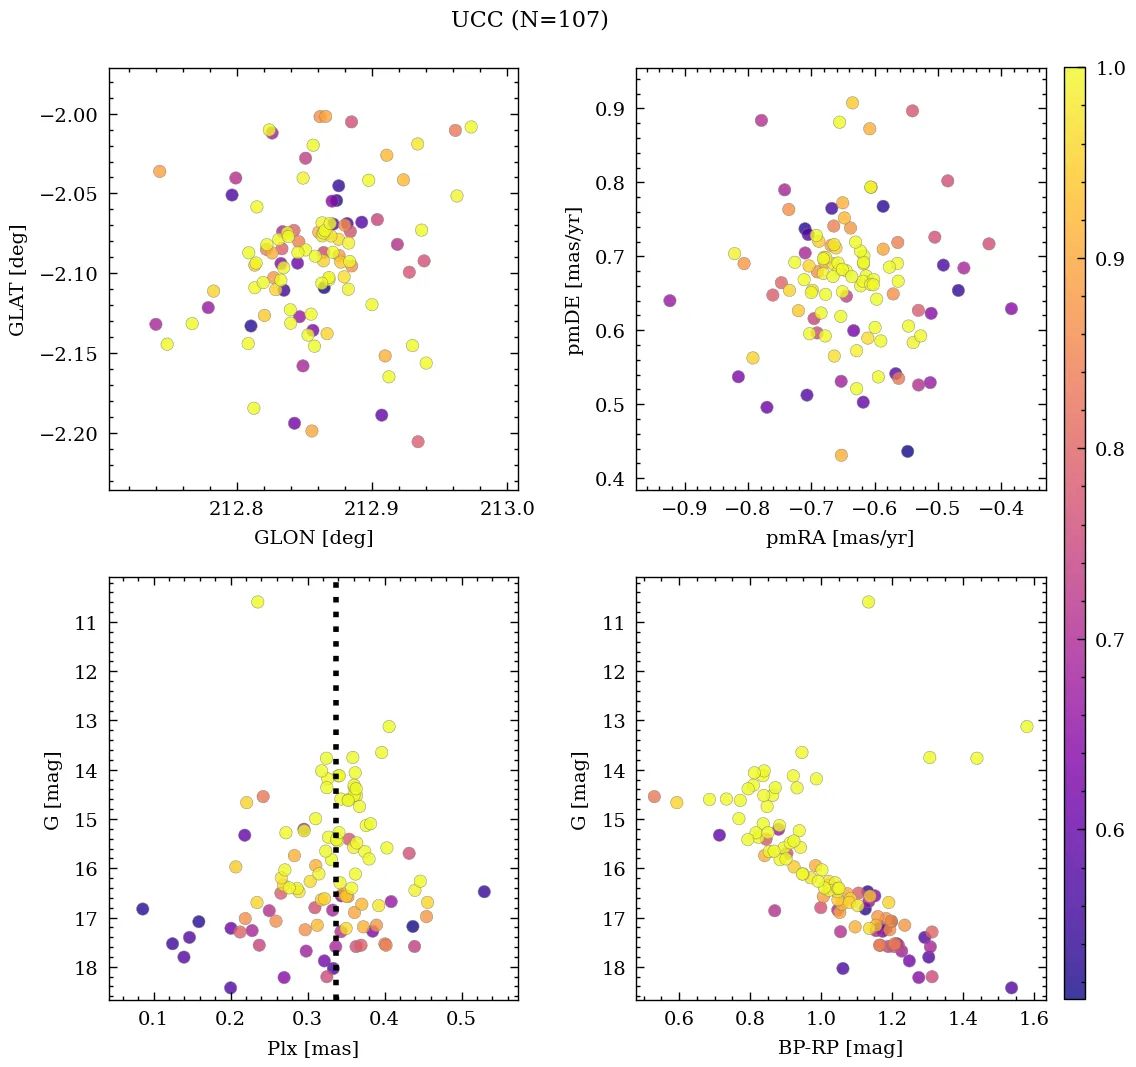 UCC (N=107)
−2.00
−2.05
−2.10
−2.15
−2.20
GLAT [deg]
212.8 212.9 213.0
GLON [deg]
0.9
0.8
0.7
0.6
0.5
0.4
pmDE [mas/yr]
−0.9 −0.8 −0.7 −0.6 −0.5 −0.4
pmRA [mas/yr]
11
12
13
14
15
16
17
18
G [mag]
0.1 0.2 0.3 0.4 0.5
Plx [mas]
11
12
13
14
15
16
17
18
G [mag]
0.6 0.8 1.0 1.2 1.4 1.6
BP-RP [mag]
1.0
0.9
0.8
0.7
0.6